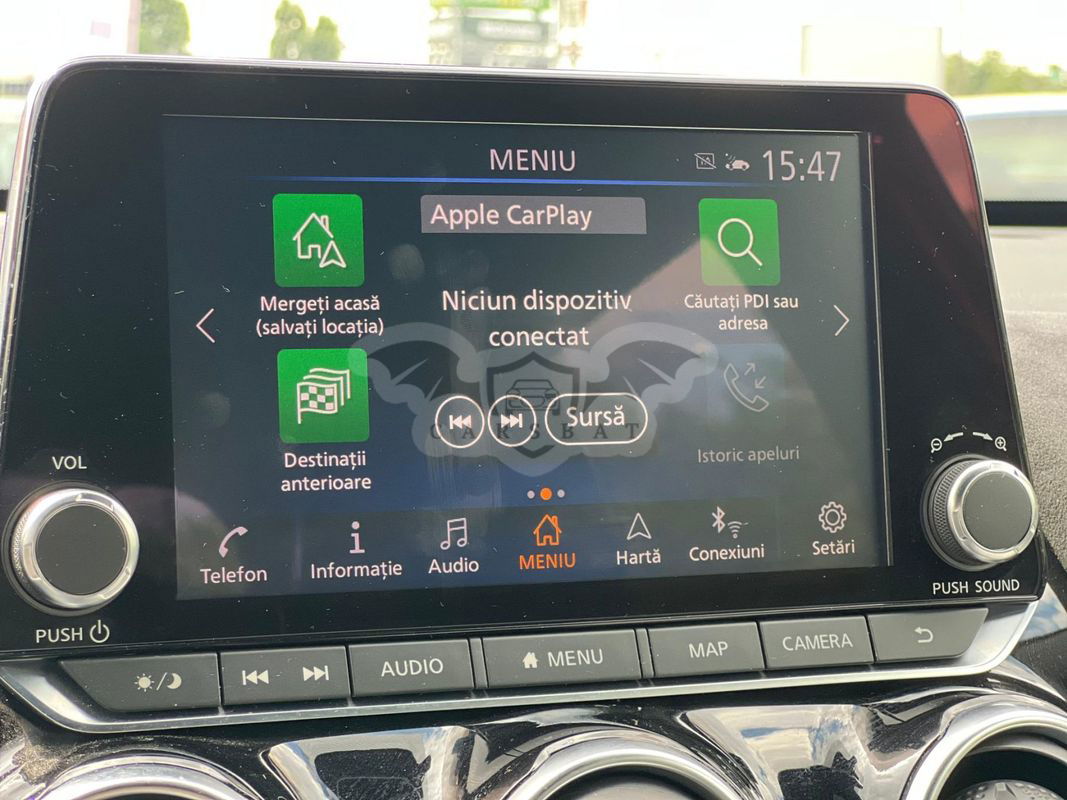 MENIU
15:47
Apple CarPlay
Mergeți acasă
(salvați locația)
Niciun dispozitiv
conectat
Căutați PDI sau
adresa
Sursă
CARSBAT
Destinații
anterioare
Istoric apeluri
Telefon
Informație
Audio
MENIU
Hartă
Conexiuni
Setări
VOL
PUSH
PUSH SOUND
AUDIO
MENU
MAP
CAMERA